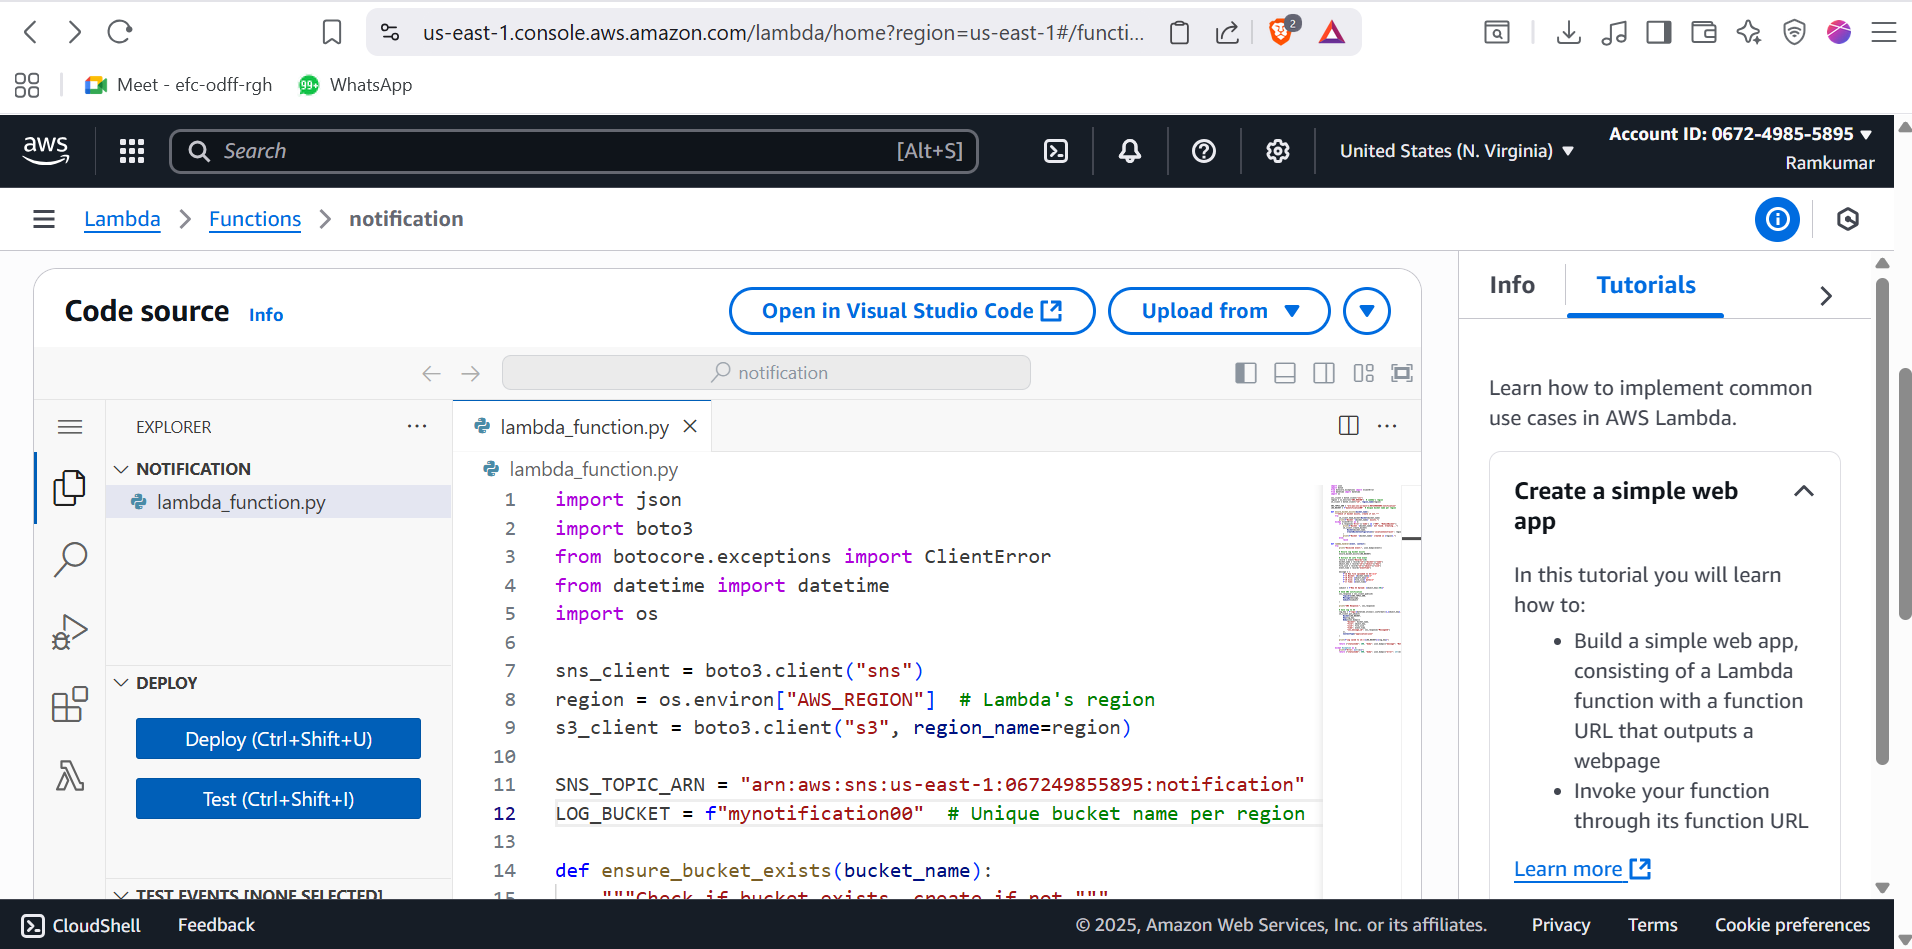 us-east-1.console.aws.amazon.com/lambda/home?region=us-east-1#/functi...
2
Meet - efc-odff-rgh
99+ WhatsApp
aws
Search
[Alt+S]
United States (N. Virginia)
Account ID: 0672-4985-5895
Ramkumar
Lambda
Functions
notification
Code source Info
Open in Visual Studio Code
Upload from
notification
EXPLORER
NOTIFICATION
lambda_function.py
DEPLOY
Deploy (Ctrl+Shift+U)
Test (Ctrl+Shift+I)
TEST EVENTS [NONE SELECTED]
lambda_function.py
lambda_function.py
1 import json
2 import boto3
3 from botocore.exceptions import ClientError
4 from datetime import datetime
5 import os
6
7 sns_client = boto3.client("sns")
8 region = os.environ["AWS_REGION"]  # Lambda's region
9 s3_client = boto3.client("s3", region_name=region)
10
11 SNS_TOPIC_ARN = "arn:aws:sns:us-east-1:067249855895:notification"
12 LOG_BUCKET = f"mynotification00"  # Unique bucket name per region
13
14 def ensure_bucket_exists(bucket_name):
15 """Check if bucket exists, create if not."""
Info
Tutorials
Learn how to implement common
use cases in AWS Lambda.
Create a simple web
app
In this tutorial you will learn
how to:
• Build a simple web app,
consisting of a Lambda
function with a function
URL that outputs a
webpage
• Invoke your function
through its function URL
Learn more
CloudShell
Feedback
© 2025, Amazon Web Services, Inc. or its affiliates.
Privacy
Terms
Cookie preferences